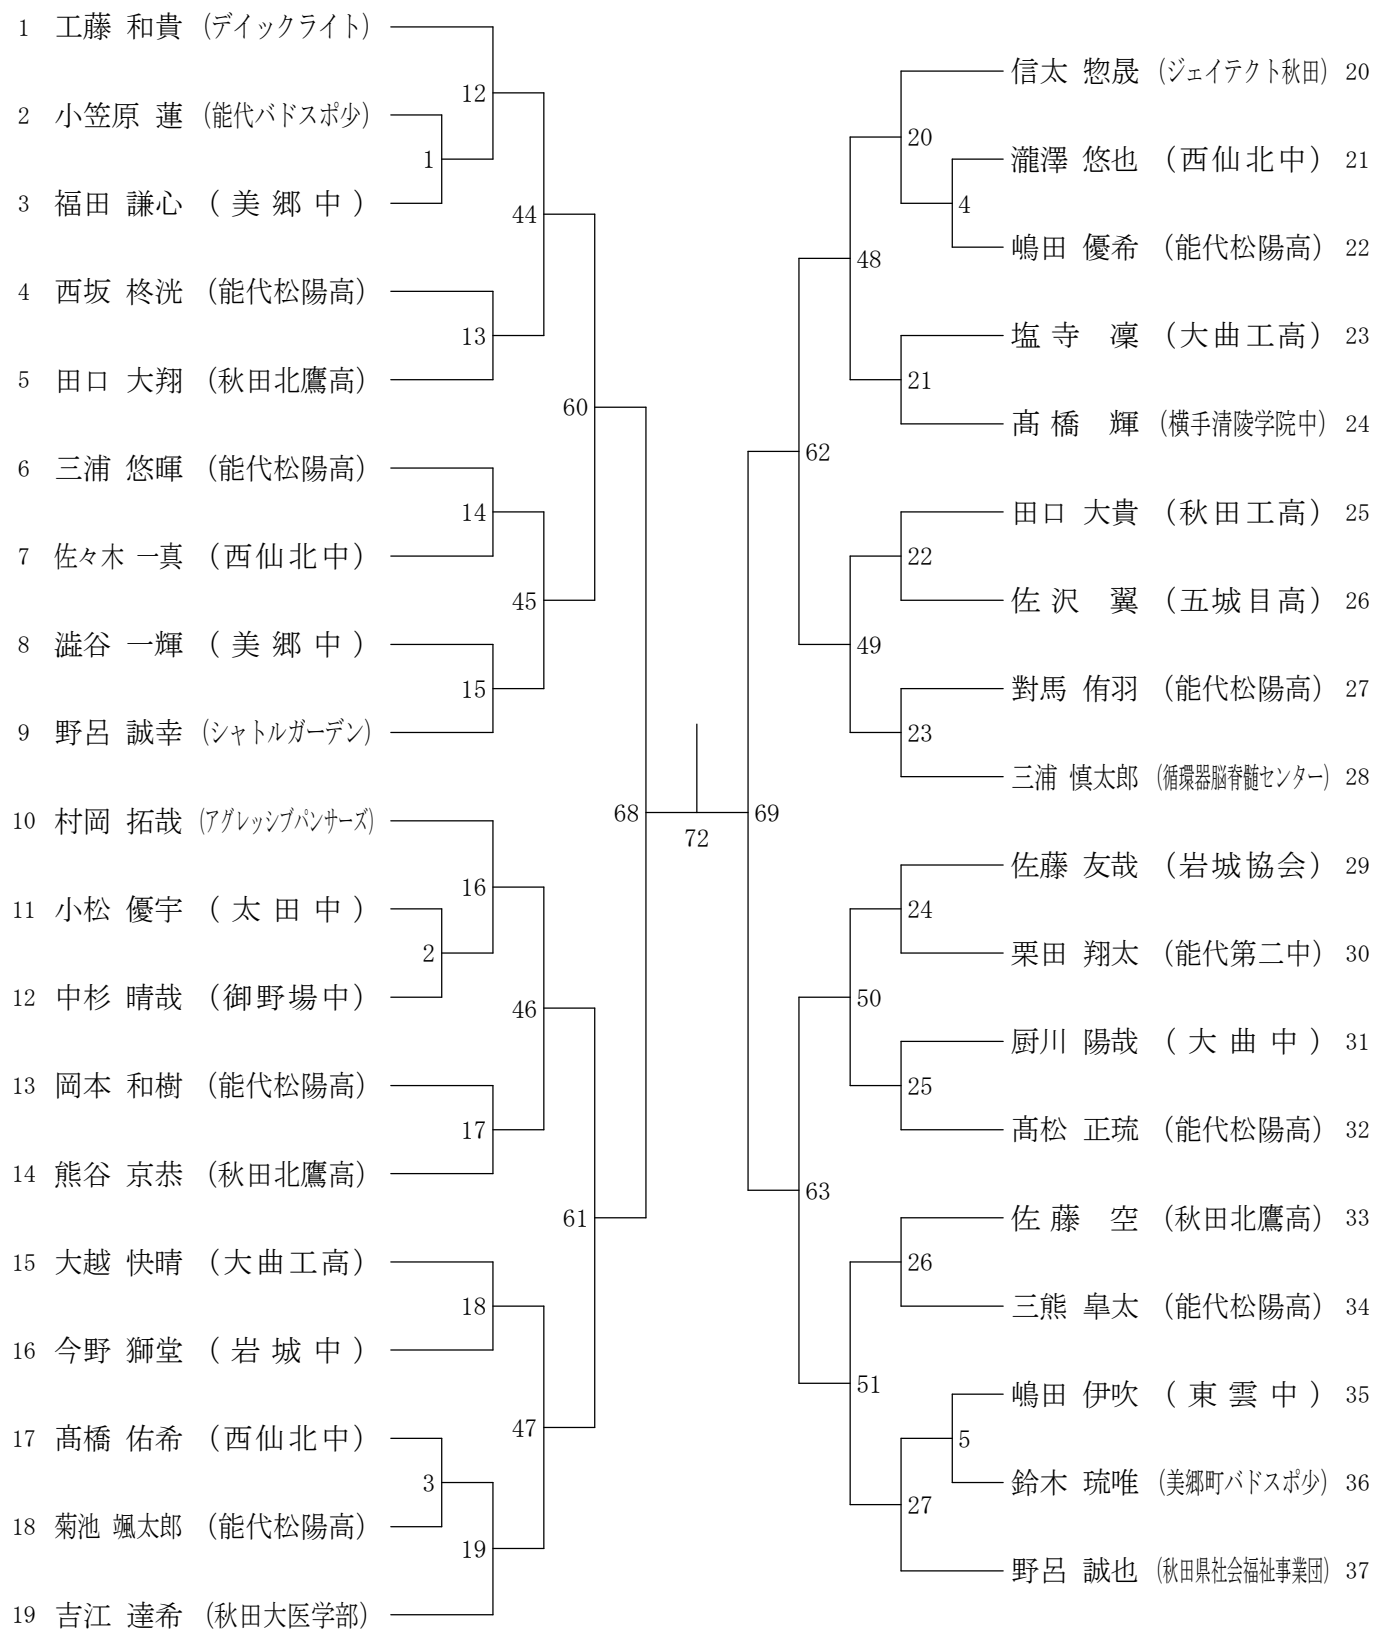 1 工藤 和貴 (デイックライト)
12
2 小笠原 蓮 (能代バドスポ少)
1
3 福田 謙心 (美郷中)
44
4 西坂 柊洸 (能代松陽高)
13
5 田口 大翔 (秋田北鷹高)
60
6 三浦 悠暉 (能代松陽高)
14
7 佐々木 一真 (西仙北中)
45
8 澁谷 一輝 (美郷中)
15
9 野呂 誠幸 (シャトルガーデン)
68
10 村岡 拓哉 (アグレッシブパンサーズ)
16
11 小松 優宇 (太田中)
2
12 中杉 晴哉 (御野場中)
46
13 岡本 和樹 (能代松陽高)
17
14 熊谷 京恭 (秋田北鷹高)
61
15 大越 快晴 (大曲工高)
18
16 今野 獅堂 (岩城中)
47
17 髙橋 佑希 (西仙北中)
3
18 菊池 颯太郎 (能代松陽高)
19
19 吉江 達希 (秋田大医学部)
72
信太 惣晟 (ジェイテクト秋田) 20
20
瀧澤 悠也 (西仙北中) 21
4
嶋田 優希 (能代松陽高) 22
48
塩寺 凜 (大曲工高) 23
21
髙橋 輝 (横手清陵学院中) 24
62
田口 大貴 (秋田工高) 25
22
佐沢 翼 (五城目高) 26
49
對馬 侑羽 (能代松陽高) 27
23
三浦 慎太郎 (循環器脳脊髄センター) 28
69
佐藤 友哉 (岩城協会) 29
24
栗田 翔太 (能代第二中) 30
50
厨川 陽哉 (大曲中) 31
25
髙松 正琉 (能代松陽高) 32
63
佐藤 空 (秋田北鷹高) 33
26
三熊 皐太 (能代松陽高) 34
51
嶋田 伊吹 (東雲中) 35
5
鈴木 琉唯 (美郷町バドスポ少) 36
27
野呂 誠也 (秋田県社会福祉事業団) 37